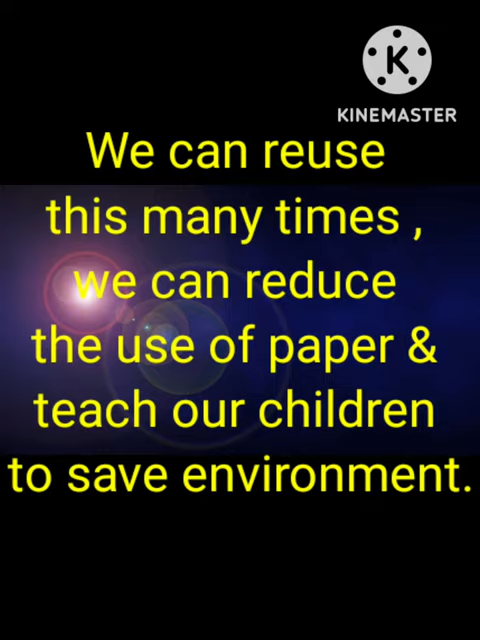 KINEMASTER
We can reuse
this many times ,
we can reduce
the use of paper &
teach our children
to save environment.